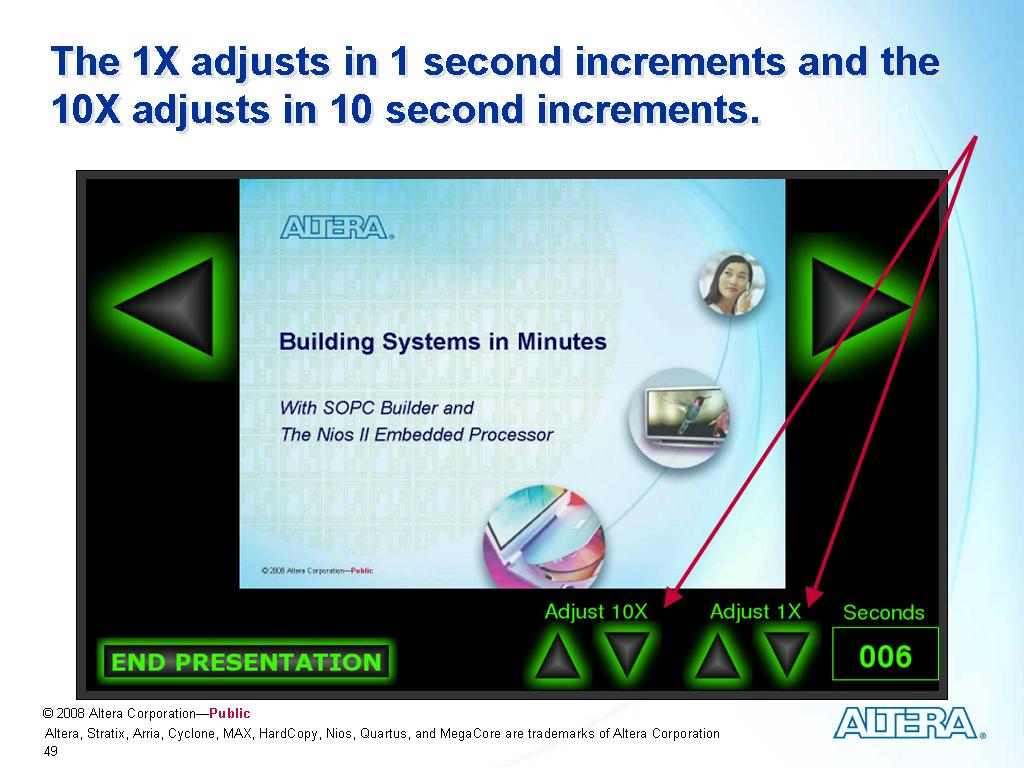 The 1X adjusts in 1 second increments and the
10X adjusts in 10 second increments.
ALTERA®
Building Systems in Minutes
With SOPC Builder and
The Nios II Embedded Processor
© 2008 Altera Corporation—Public
Adjust 10X
Adjust 1X
Seconds
END PRESENTATION
006
© 2008 Altera Corporation—Public
Altera, Stratix, Arria, Cyclone, MAX, HardCopy, Nios, Quartus, and MegaCore are trademarks of Altera Corporation
49
ALTERA®